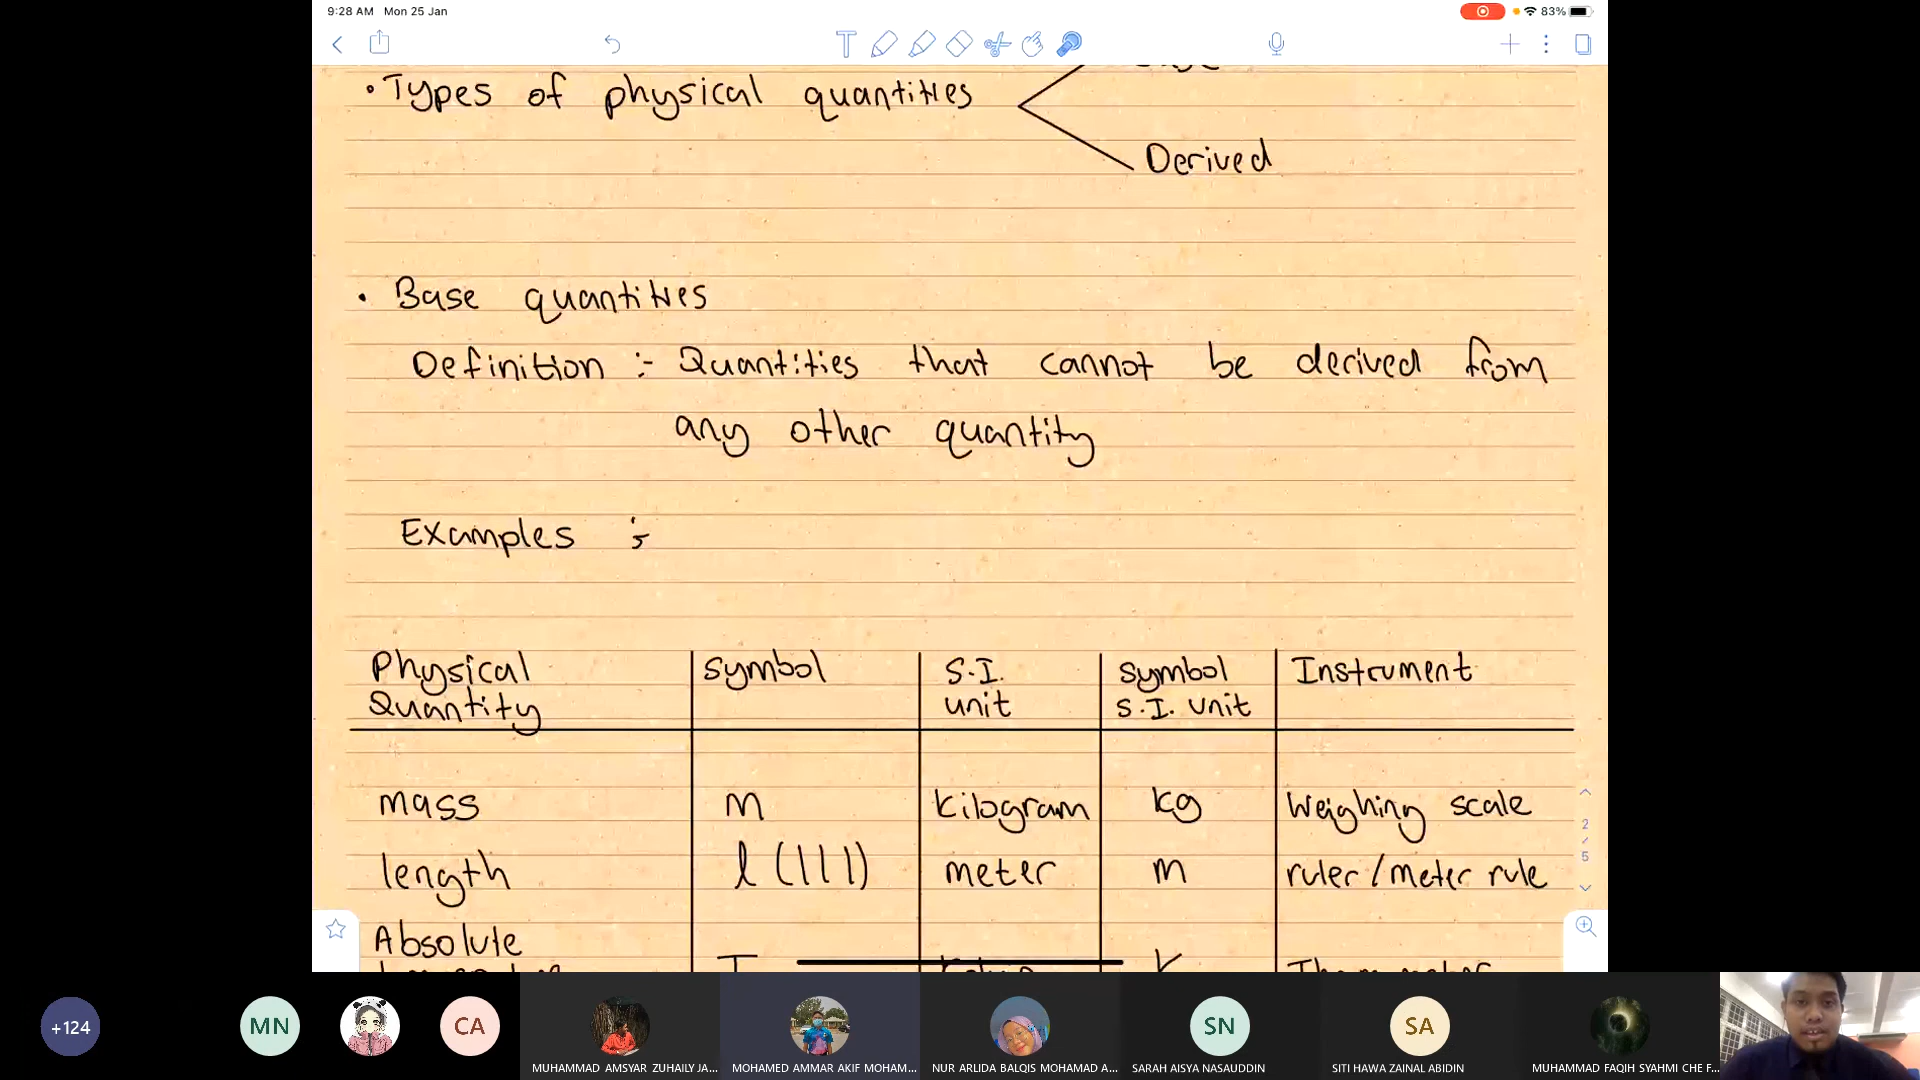 9:28 AM Mon 25 Jan
83%
• Types of physical quantities
Derived
• Base quantities
Definition :- Quantities that cannot be derived from
any other quantity
Examples :
Physical Quantity Symbol S.I. unit Symbol S.I. unit Instrument
mass m kilogram kg Weighing scale
length l (l l l) meter m ruler / meter rule
Absolute
T
2/5
+124
MN
CA
SN
SA
MUHAMMAD AMSYAR ZUHAILY JA...
MOHAMED AMMAR AKIF MOHAM...
NUR ARLIDA BALQIS MOHAMAD A...
SARAH AISYA NASAUDDIN
SITI HAWA ZAINAL ABIDIN
MUHAMMAD FAQIH SYAHMI CHE F...